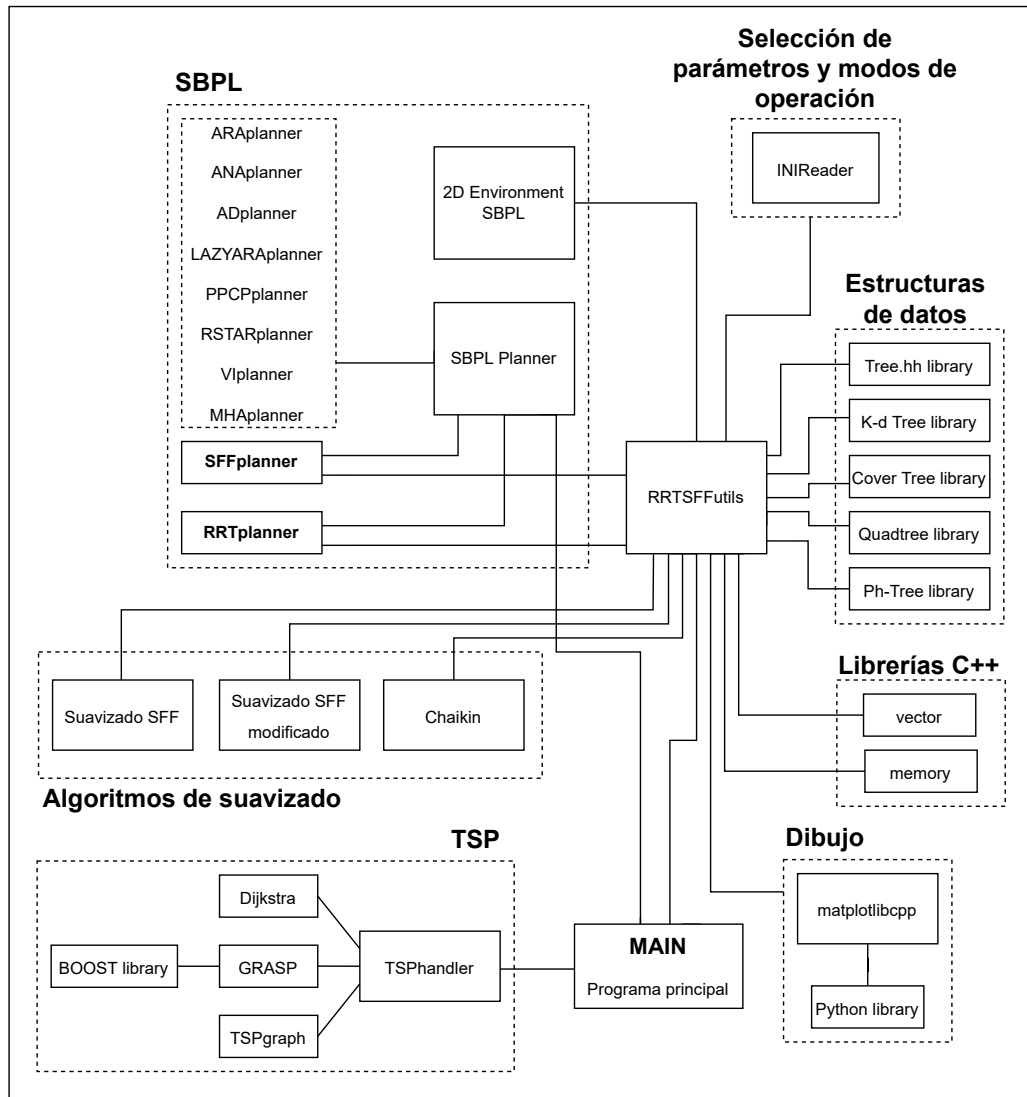 Selección de
parámetros y modos de
operación
INIReader
SBPL
ARAplanner
ANAplanner
ADplanner
LAZYARAplanner
PPCPplanner
RSTARplanner
VIplanner
MHAplanner
2D Environment
SBPL
SBPL Planner
SFFplanner
RRTplanner
RRTSFFutils
Estructuras
de datos
Tree.hh library
K-d Tree library
Cover Tree library
Quadtree library
Ph-Tree library
Suavizado SFF
Suavizado SFF
modificado
Chaikin
Algoritmos de suavizado
Librerías C++
vector
memory
TSP
Dijkstra
BOOST library
GRASP
TSPgraph
TSPhandler
MAIN
Programa principal
Dibujo
matplotlibcpp
Python library